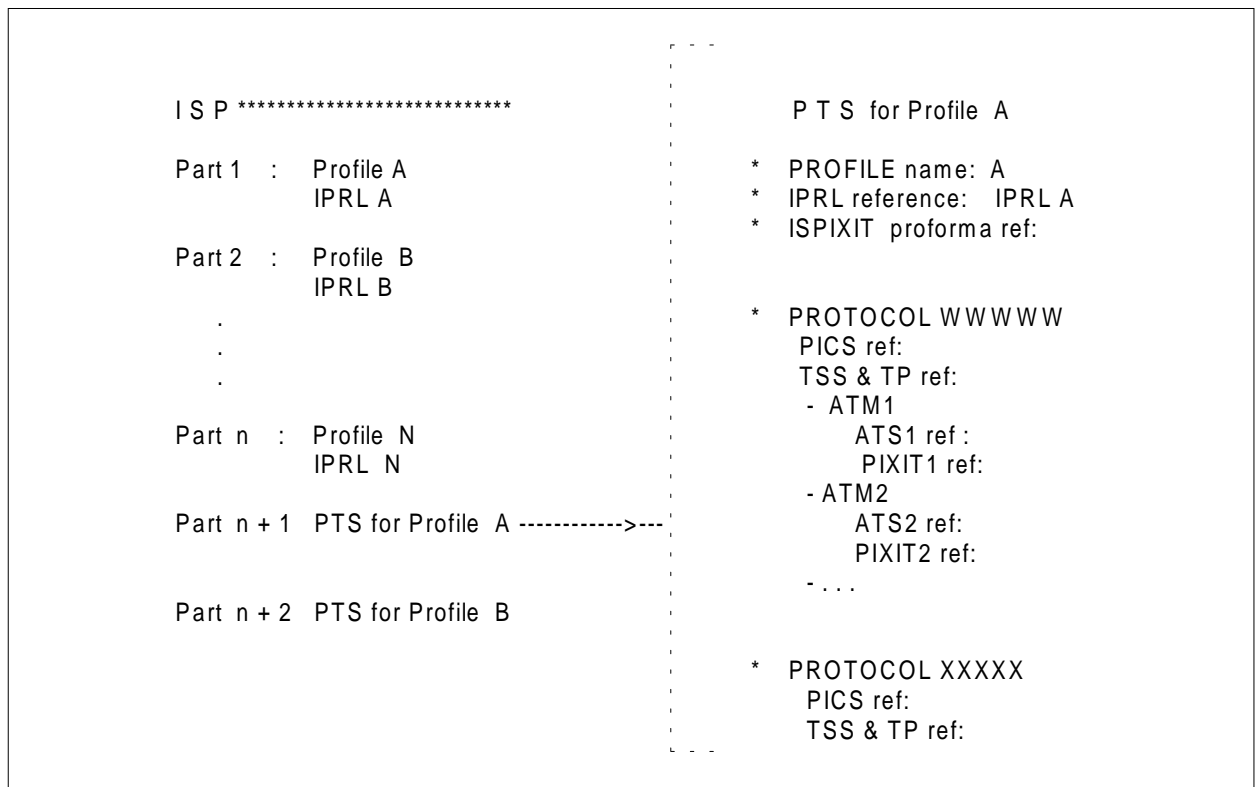 ISP ****************************
Part 1 : Profile A
IPRL A
Part 2 : Profile B
IPRL B
.
.
.
Part n : Profile N
IPRL N
Part n + 1 PTS for Profile A ------------>---
Part n + 2 PTS for Profile B
PTS for Profile A
* PROFILE name: A
* IPRL reference: IPRL A
* ISPIXIT proforma ref:
* PROTOCOL WWWWW
PICS ref:
TSS & TP ref:
- ATM1
ATS1 ref :
PIXIT1 ref:
- ATM2
ATS2 ref:
PIXIT2 ref:
- . . .
* PROTOCOL XXXXX
PICS ref:
TSS & TP ref: